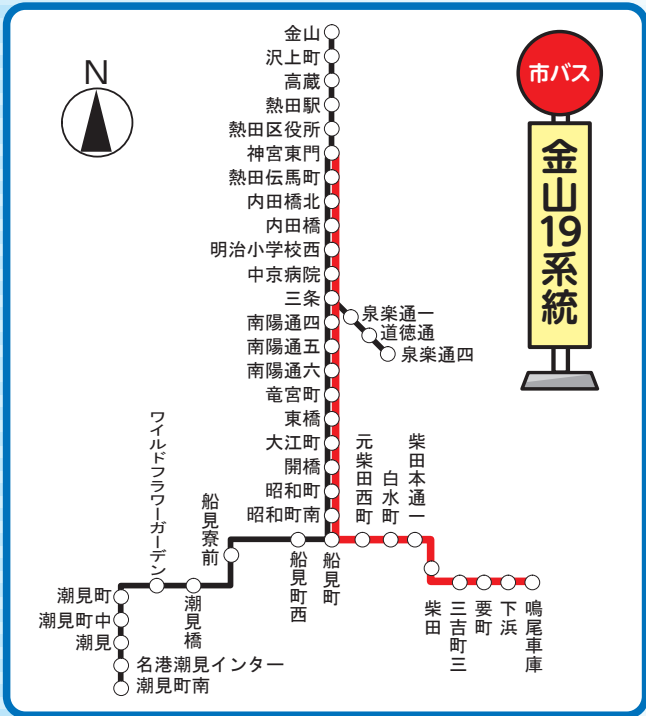 N
市バス
金山19系統
金山
沢上町
高蔵
熱田駅
熱田区役所
神宮東門
熱田伝馬町
内田橋北
内田橋
明治小学校西
中京病院
三条
泉楽通一
道徳通
泉楽通四
南陽通四
南陽通五
南陽通六
竜宮町
東橋
大江町
開橋
昭和町
昭和町南
船見町
元柴田西町
白水町
柴田本通一
柴田
三吉町三
要町
下浜
鳴尾車庫
船見町西
船見寮前
潮見橋
ワイルドフラワーガーデン
潮見町
潮見町中
潮見
名港潮見インター
潮見町南